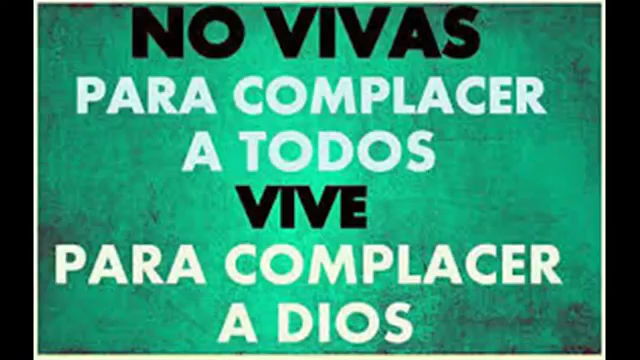 NO VIVAS
PARA COMPLACER
A TODOS
VIVE
PARA COMPLACER
A DIOS